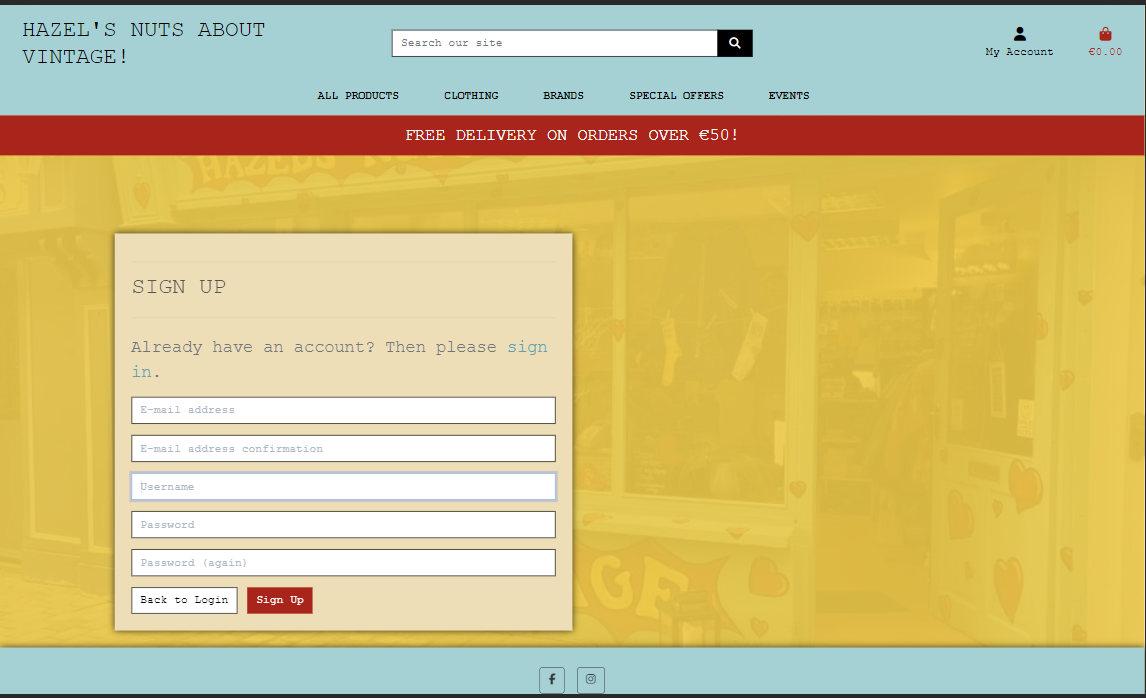 HAZEL'S NUTS ABOUT
VINTAGE!
Search our site
My Account
€0.00
ALL PRODUCTS
CLOTHING
BRANDS
SPECIAL OFFERS
EVENTS
FREE DELIVERY ON ORDERS OVER €50!
HAZELS
SIGN UP
Already have an account? Then please sign
in.
E-mail address
E-mail address confirmation
Username
Password
Password (again)
Back to Login
Sign Up